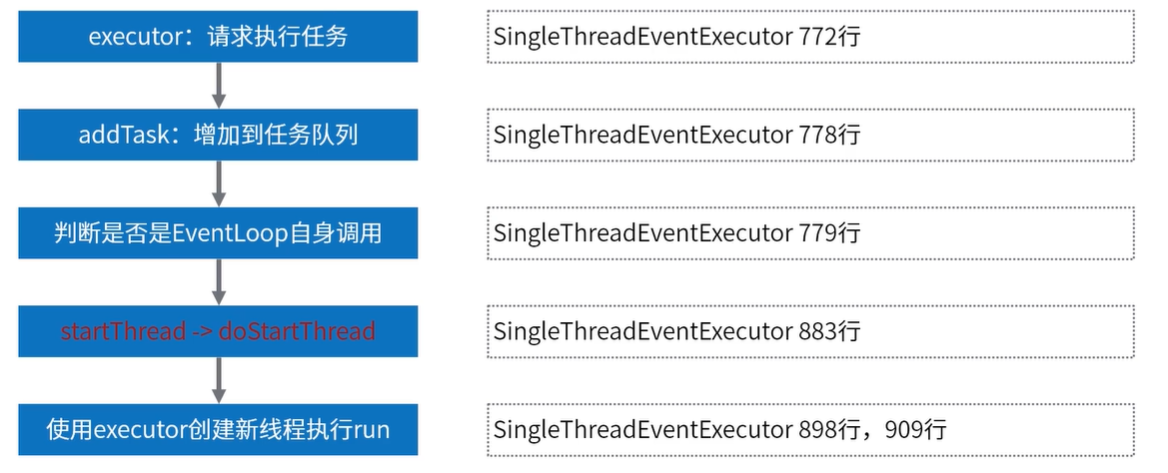 executor：请求执行任务
SingleThreadEventExecutor 772行
addTask：增加到任务队列
SingleThreadEventExecutor 778行
判断是否是EventLoop自身调用
SingleThreadEventExecutor 779行
startThread -> doStartThread
SingleThreadEventExecutor 883行
使用executor创建新线程执行run
SingleThreadEventExecutor 898行，909行